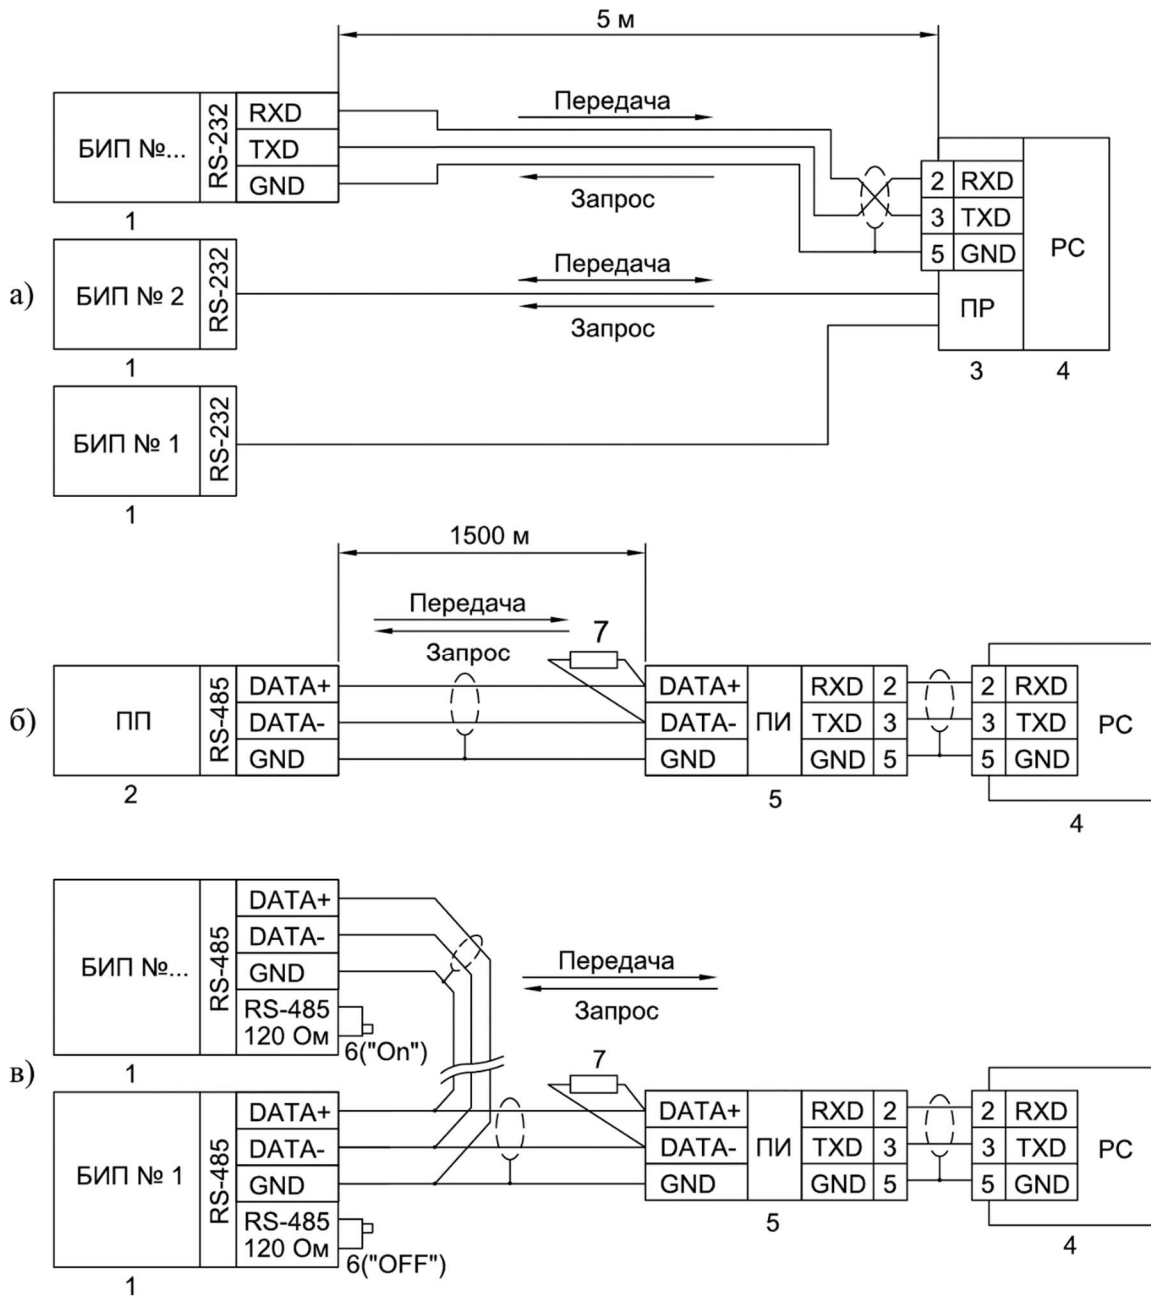 5 м
БИП №...
RS-232
RXD
TXD
GND
1
Передача
Запрос
2 RXD
3 TXD
5 GND
ПР
PC
3
4
а)
БИП № 2
RS-232
1
Передача
Запрос
БИП № 1
RS-232
1
1500 м
Передача
Запрос
7
б)
ПП
RS-485
DATA+
DATA-
GND
2
DATA+
DATA-
GND
ПИ
RXD 2
TXD 3
GND 5
5
2 RXD
3 TXD
5 GND
PC
4
БИП №...
RS-485
DATA+
DATA-
GND
RS-485
120 Ом
6("On")
1
Передача
Запрос
в)
7
БИП № 1
RS-485
DATA+
DATA-
GND
RS-485
120 Ом
6("OFF")
1
DATA+
DATA-
GND
ПИ
RXD 2
TXD 3
GND 5
5
2 RXD
3 TXD
5 GND
PC
4